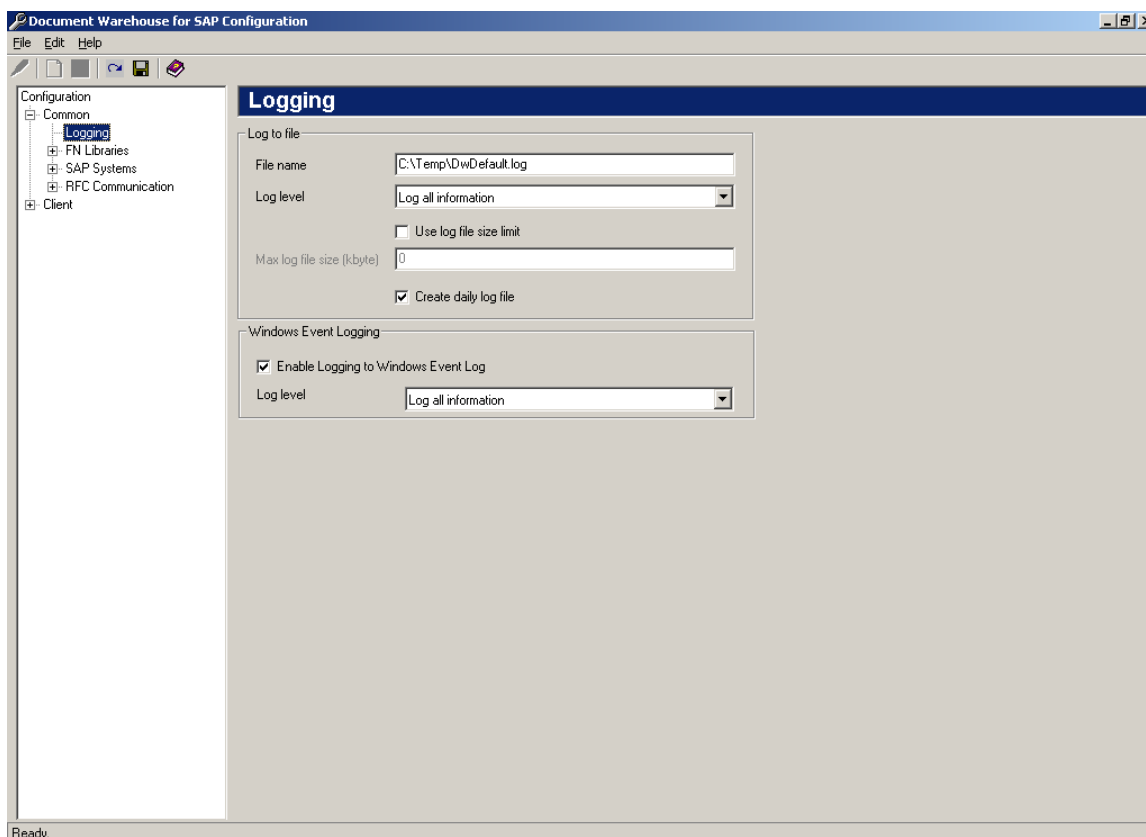 Document Warehouse for SAP Configuration
File Edit Help
Configuration
Common
Logging
FN Libraries
SAP Systems
RFC Communication
Client
Logging
Log to file
File name C:\Temp\DwDefault.log
Log level Log all information
Use log file size limit
Max log file size (kbyte) 0
Create daily log file
Windows Event Logging
Enable Logging to Windows Event Log
Log level Log all information
Ready.